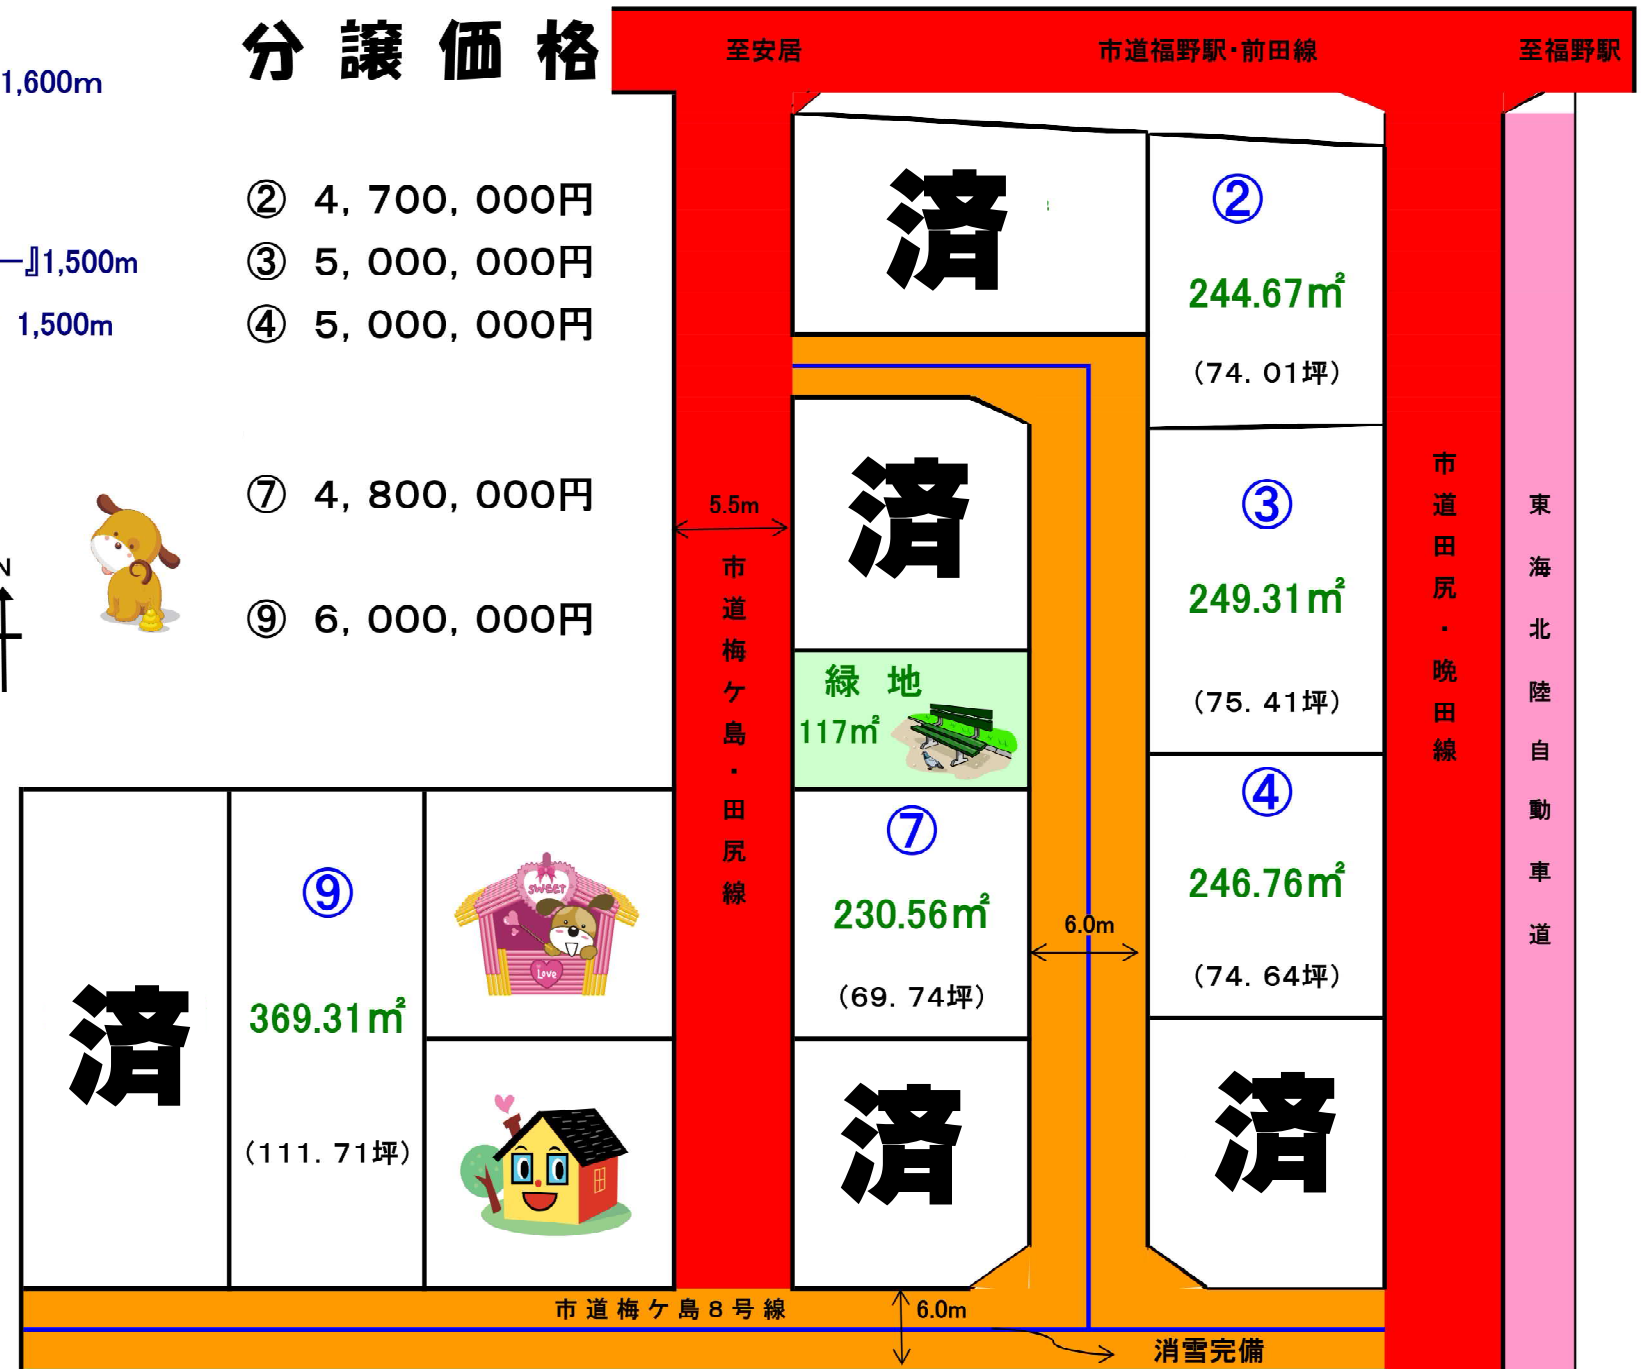 分譲価格
1,600m
② 4,700,000円
③ 5,000,000円
④ 5,000,000円
⑦ 4,800,000円
⑨ 6,000,000円
ー』1,500m
1,500m
N
至安居
市道福野駅・前田線
至福野駅
済
②
244.67㎡
(74.01坪)
済
③
249.31㎡
(75.41坪)
5.5m
市道梅ケ島・田尻線
市道田尻・晩田線
東海北陸自動車道
緑地
117㎡
④
246.76㎡
(74.64坪)
⑦
230.56㎡
(69.74坪)
6.0m
済
⑨
369.31㎡
(111.71坪)
sweet
Love
済
済
市道梅ケ島8号線
6.0m
消雪完備